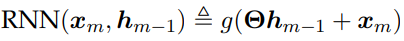 RNN(𝒙ₘ, 𝒉ₘ₋₁) ≜ g(𝚯𝒉ₘ₋₁ + 𝒙ₘ)